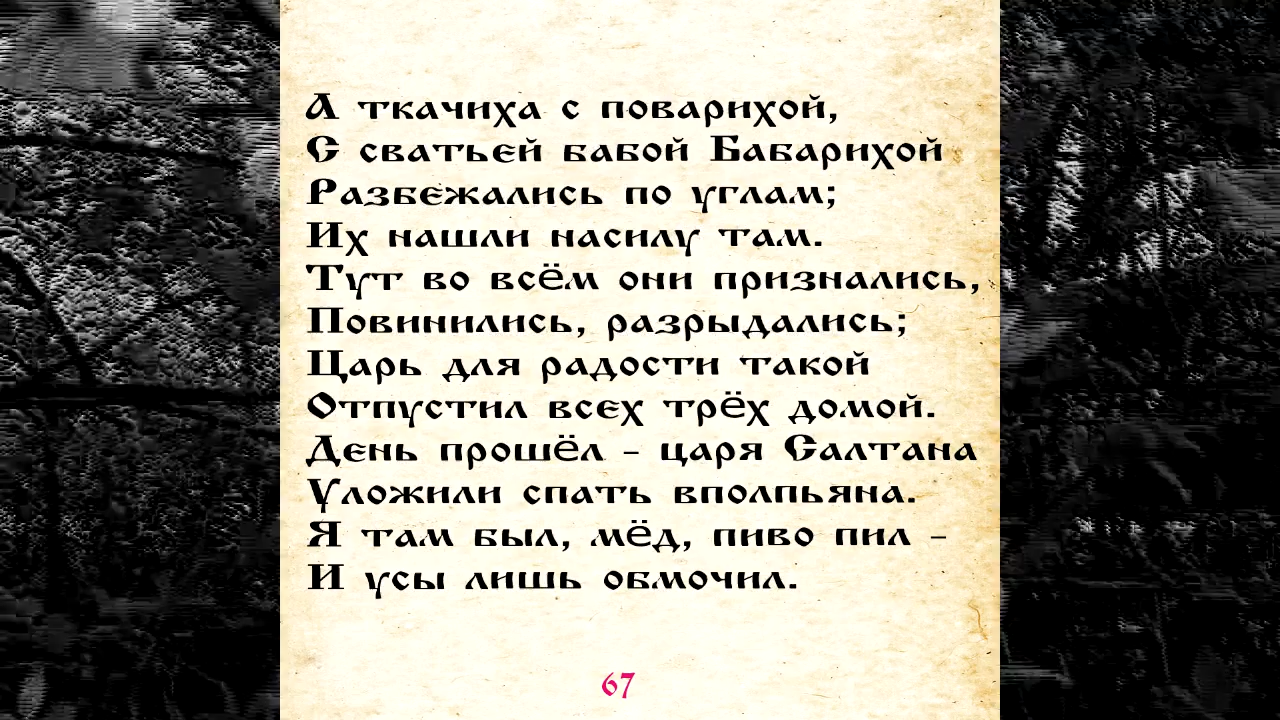 А ткачиха с поварихой,
С сватьей бабой Бабарихой
Разбежались по углам;
Их нашли насилу там.
Тут во всём они признались,
Повинились, разрыдались;
Царь для радости такой
Отпустил всех трёх домой.
День прошёл – царя Салтана
Уложили спать вполпьяна.
Я там был, мёд, пиво пил –
И усы лишь обмочил.
67